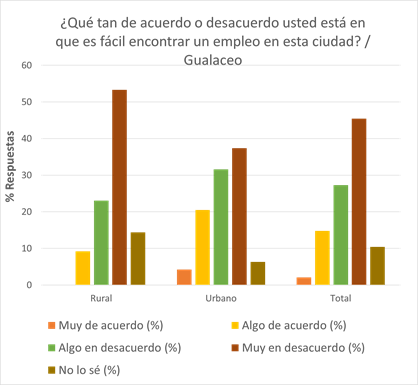 ¿Qué tan de acuerdo o desacuerdo usted está en
que es fácil encontrar un empleo en esta ciudad? /
Gualaceo
% Respuestas
60
50
40
30
20
10
0
Rural Urbano Total
Muy de acuerdo (%) Algo de acuerdo (%)
Algo en desacuerdo (%) Muy en desacuerdo (%)
No lo sé (%)